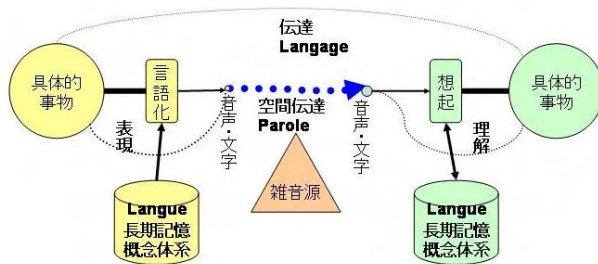 伝達
Langage
具体的
事物
言語化
音声・文字
空間伝達
Parole
音声・文字
想起
具体的
事物
表現
理解
雑音源
Langue
長期記憶
概念体系
Langue
長期記憶
概念体系